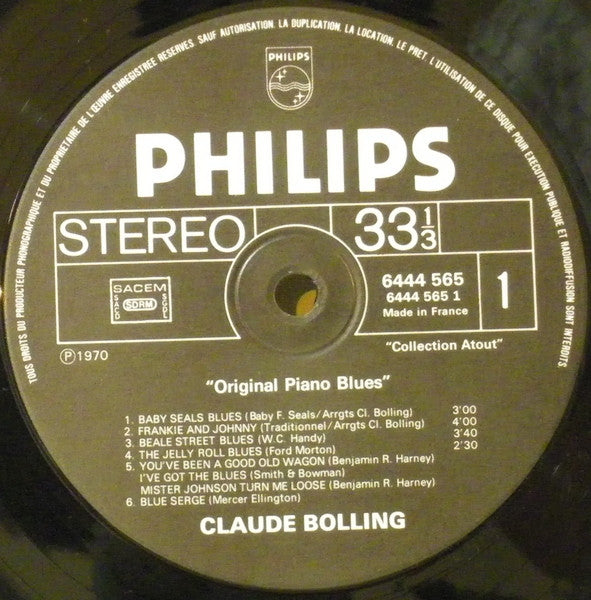 TOUS DROITS DU PRODUCTEUR PHONOGRAPHIQUE ET DU PROPRIETAIRE DE L'ŒUVRE ENREGISTRÉE RESERVES. SAUF AUTORISATION. LA DUPLICATION, LA LOCATION, LE PRET, L'UTILISATION DE CE DISQUE POUR EXECUTION PUBLIQUE ET RADIODIFFUSION SONT INTERDITS.
PHILIPS
PHILIPS
STEREO
33 1/3
SACEM
SACD
SDRM
SGDL
6444 565
6444 565 1
Made in France
1
Ⓟ1970
"Collection Atout"
"Original Piano Blues"
1. BABY SEALS BLUES (Baby F. Seals/Arrgts Cl. Bolling) 3'00
2. FRANKIE AND JOHNNY (Traditionnel/Arrgts Cl. Bolling) 4'00
3. BEALE STREET BLUES (W.C. Handy) 3'40
4. THE JELLY ROLL BLUES (Ford Morton) 2'30
5. YOU'VE BEEN A GOOD OLD WAGON (Benjamin R. Harney)
I'VE GOT THE BLUES (Smith & Bowman)
MISTER JOHNSON TURN ME LOOSE (Benjamin R. Harney)
6. BLUE SERGE (Mercer Ellington)
CLAUDE BOLLING